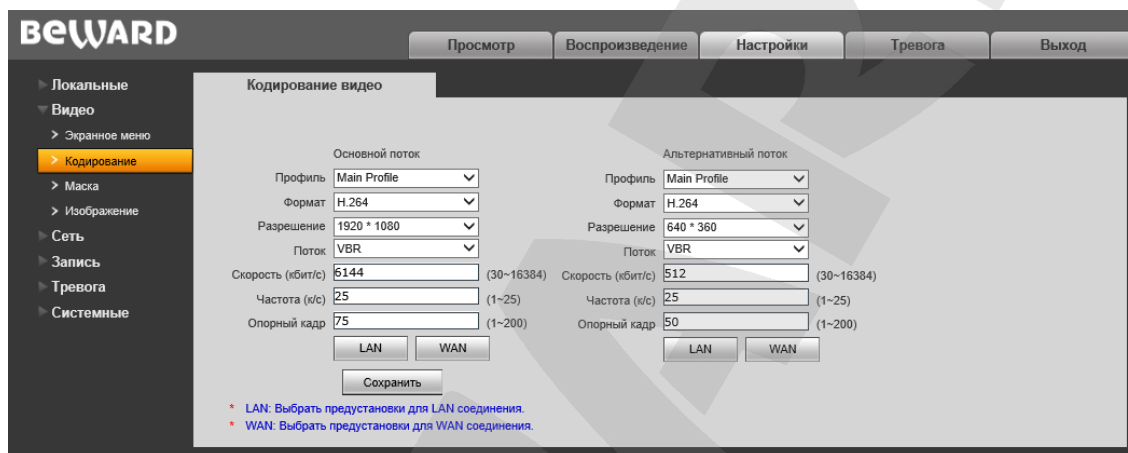 BEWARD
Просмотр Воспроизведение Настройки Тревога Выход
Локальные
Видео
> Экранное меню
> Кодирование
> Маска
> Изображение
Сеть
Запись
Тревога
Системные
Кодирование видео
Основной поток
Профиль Main Profile
Формат H.264
Разрешение 1920 * 1080
Поток VBR
Скорость (кбит/с) 6144 (30~16384)
Частота (к/с) 25 (1~25)
Опорный кадр 75 (1~200)
LAN WAN
Альтернативный поток
Профиль Main Profile
Формат H.264
Разрешение 640 * 360
Поток VBR
Скорость (кбит/с) 512 (30~16384)
Частота (к/с) 25 (1~25)
Опорный кадр 50 (1~200)
LAN WAN
Сохранить
* LAN: Выбрать предустановки для LAN соединения.
* WAN: Выбрать предустановки для WAN соединения.